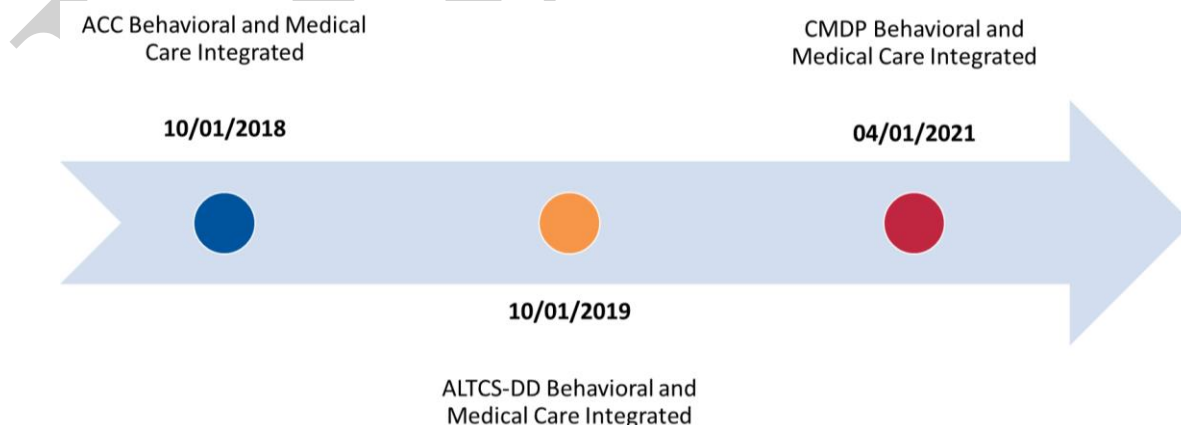 ACC Behavioral and Medical
Care Integrated
10/01/2018
CMDP Behavioral and
Medical Care Integrated
04/01/2021
10/01/2019
ALTCS-DD Behavioral and
Medical Care Integrated